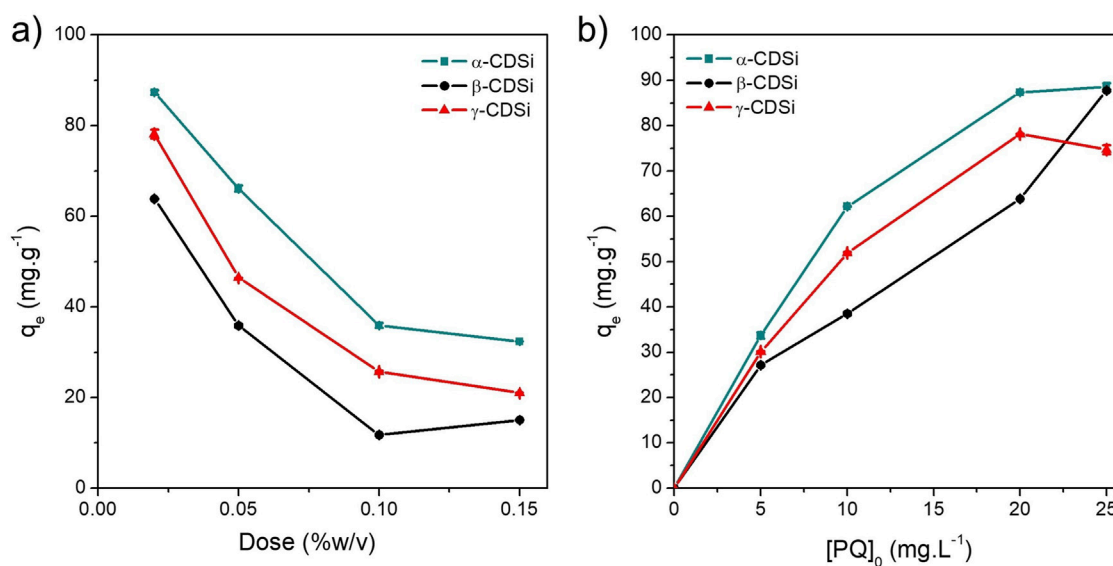 a)
100
80
60
40
20
0
qₑ (mg.g⁻¹)
α-CDSi
β-CDSi
γ-CDSi
0.00 0.05 0.10 0.15
Dose (%w/v)
b)
100
90
80
70
60
50
40
30
20
10
0
qₑ (mg.g⁻¹)
α-CDSi
β-CDSi
γ-CDSi
0 5 10 15 20 25
[PQ]₀ (mg.L⁻¹)